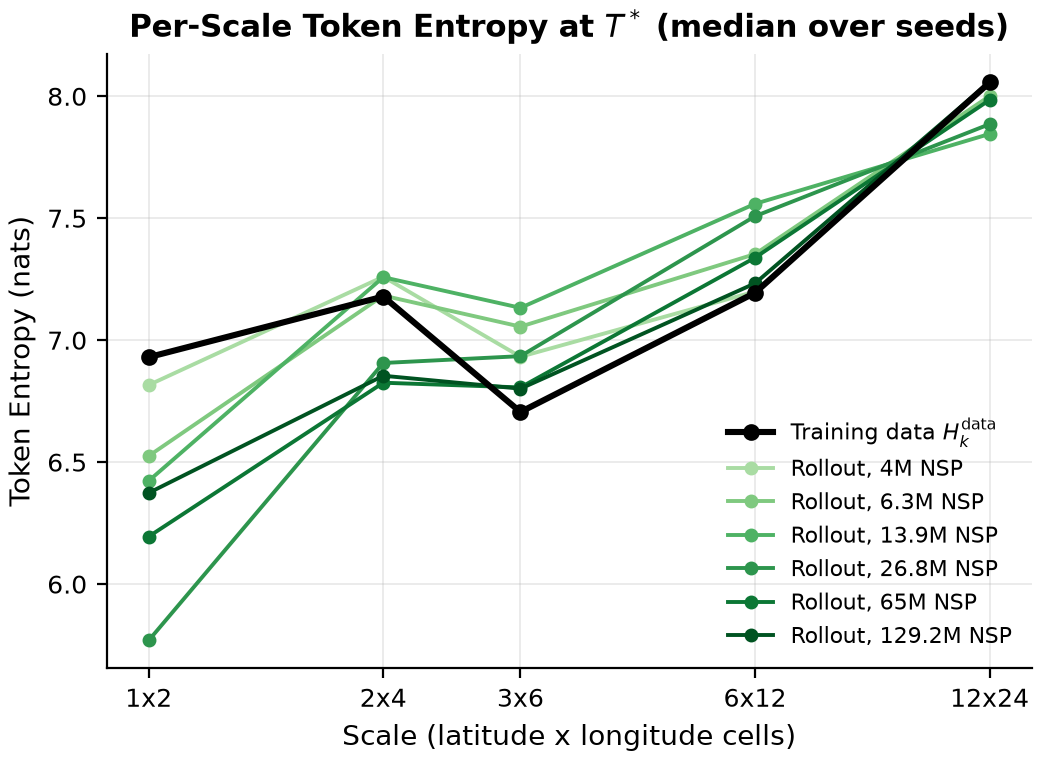 Per-Scale Token Entropy at T* (median over seeds)
8.0
7.5
7.0
6.5
6.0
Token Entropy (nats)
Training data H_k^data
Rollout, 4M NSP
Rollout, 6.3M NSP
Rollout, 13.9M NSP
Rollout, 26.8M NSP
Rollout, 65M NSP
Rollout, 129.2M NSP
1x2
2x4
3x6
6x12
12x24
Scale (latitude x longitude cells)